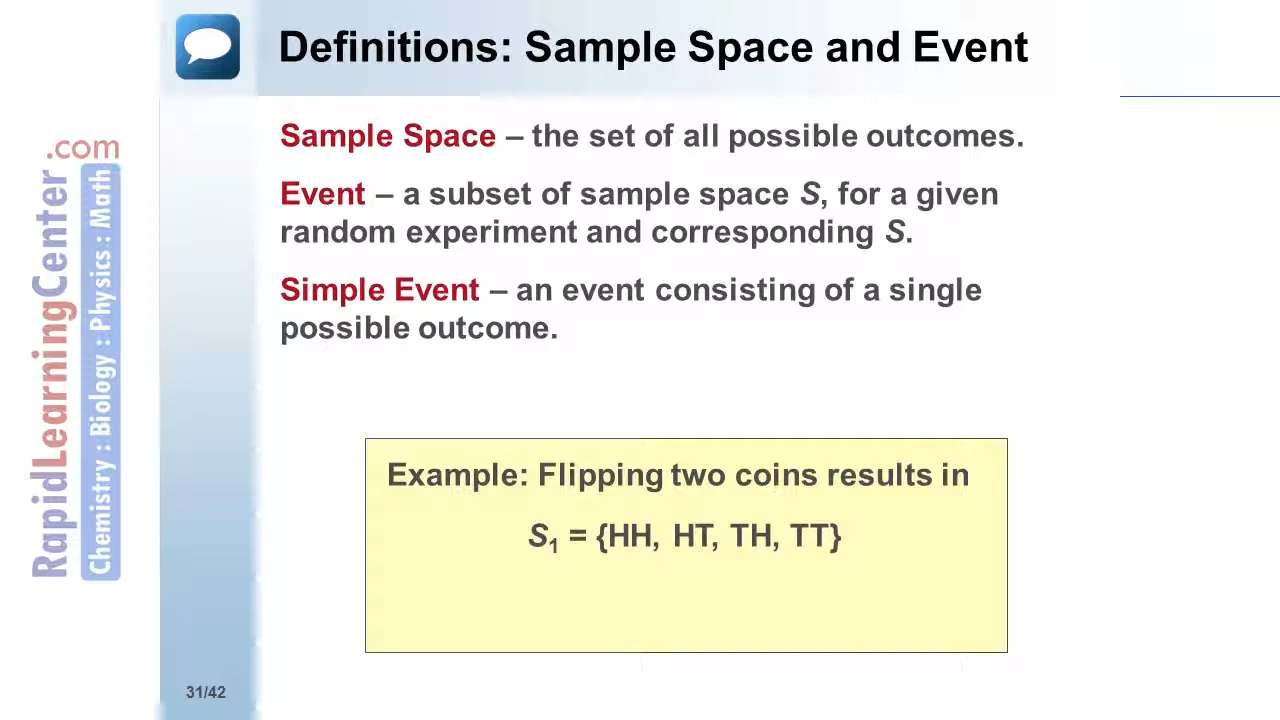 Definitions: Sample Space and Event
Sample Space – the set of all possible outcomes.
Event – a subset of sample space S, for a given
random experiment and corresponding S.
Simple Event – an event consisting of a single
possible outcome.
Example: Flipping two coins results in
S₁ = {HH, HT, TH, TT}
RapidLearningCenter.com
Chemistry : Biology : Physics : Math
31/42